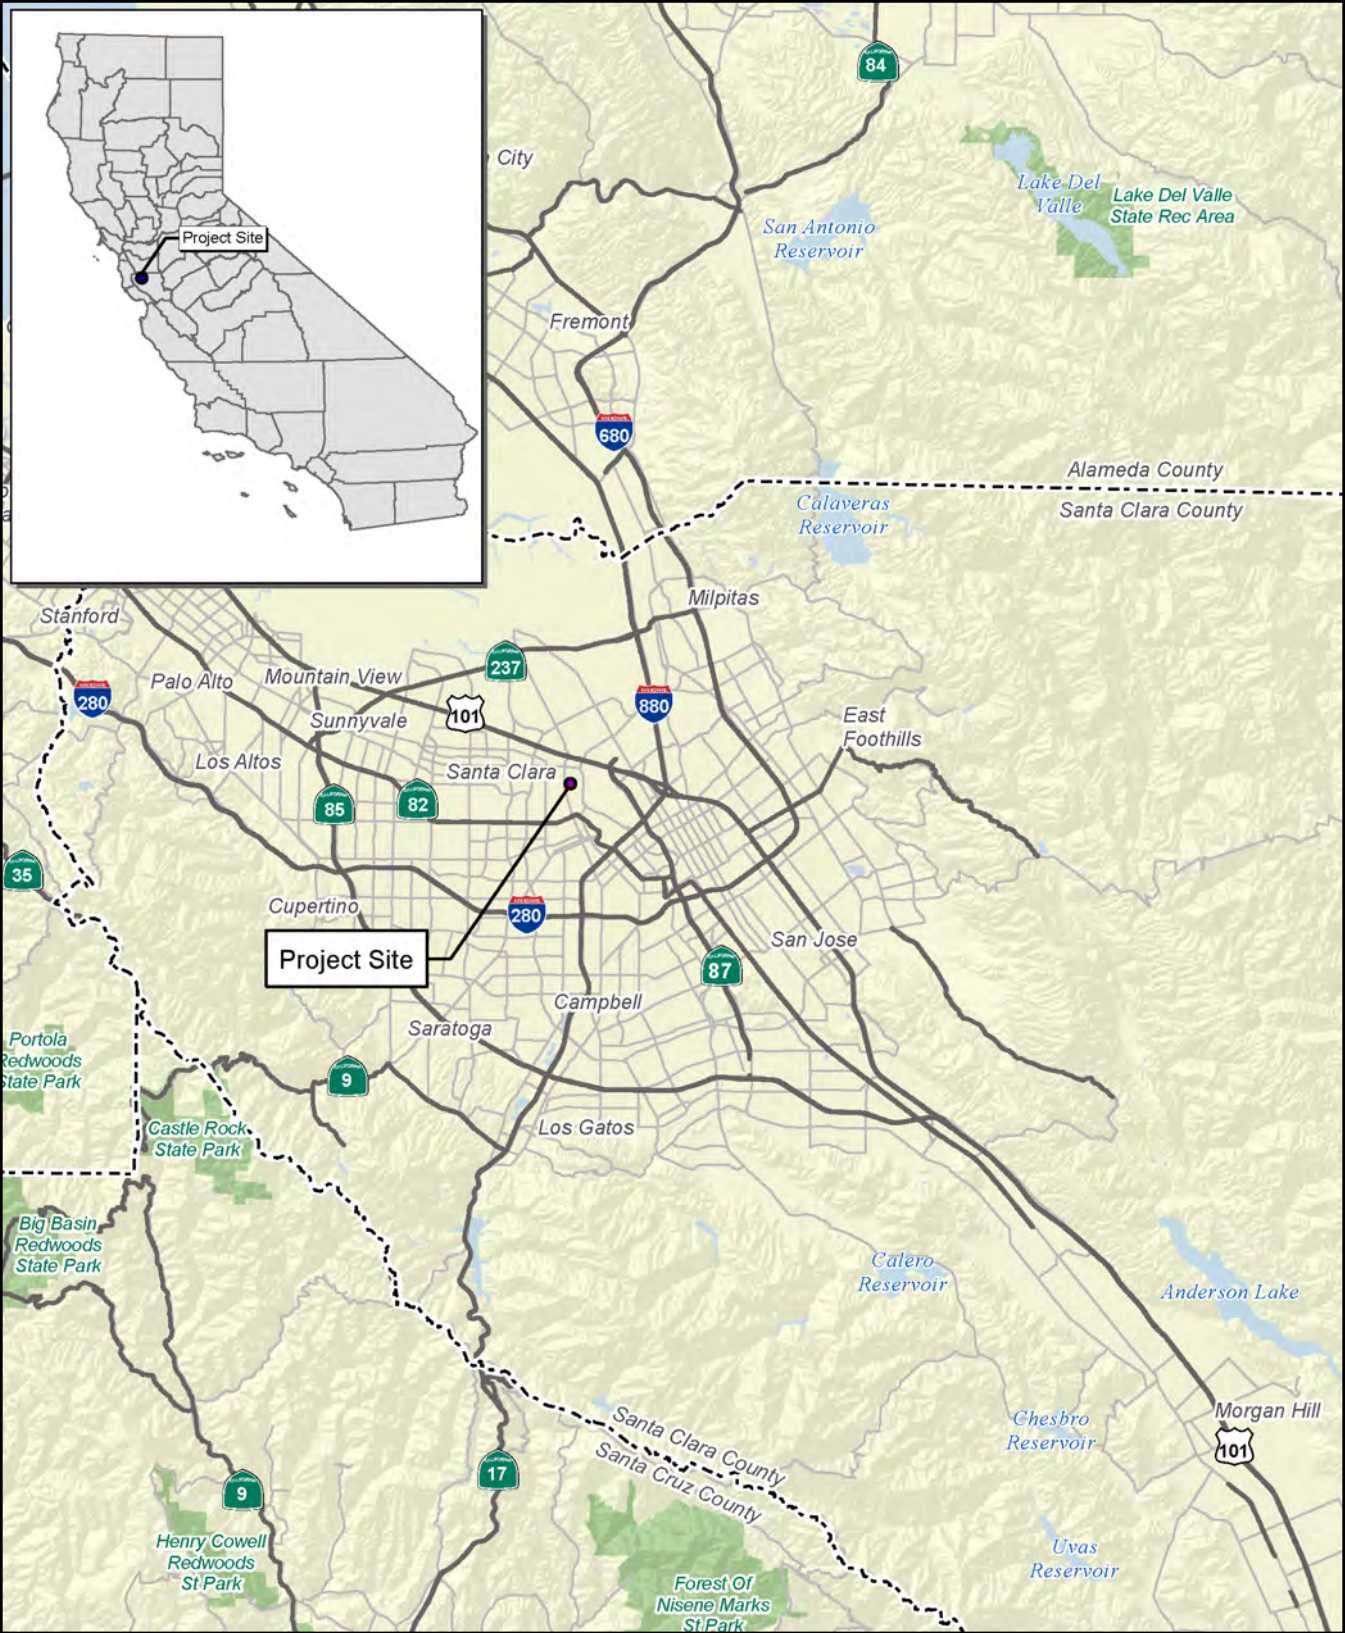 Project Site
84
City
Lake Del
Valle
Lake Del Valle
State Rec Area
San Antonio
Reservoir
Fremont
680
Alameda County
Santa Clara County
Calaveras
Reservoir
Milpitas
Stanford
237
Mountain View
Palo Alto
280
101
880
Sunnyvale
East
Foothills
Los Altos
Santa Clara
85
82
35
Cupertino
280
San Jose
Project Site
87
Campbell
Saratoga
Portola
Redwoods
State Park
9
Castle Rock
State Park
Los Gatos
Big Basin
Redwoods
State Park
Calero
Reservoir
Anderson Lake
Morgan Hill
Chesbro
Reservoir
101
Santa Clara County
Santa Cruz County
17
9
Henry Cowell
Redwoods
St Park
Uvas
Reservoir
Forest Of
Nisene Marks
St Park